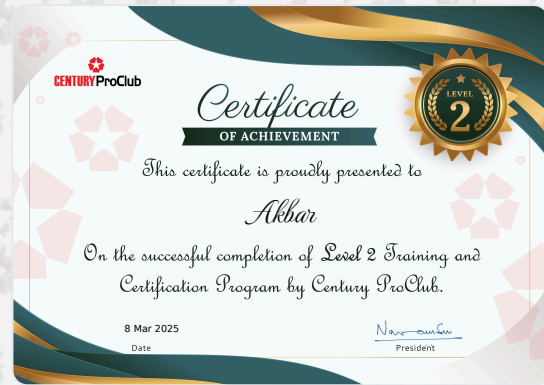 CENTURY ProClub
Certificate
OF ACHIEVEMENT
LEVEL
2
This certificate is proudly presented to
Akbar
On the successful completion of Level 2 Training and
Certification Program by Century ProClub.
8 Mar 2025
Date
President